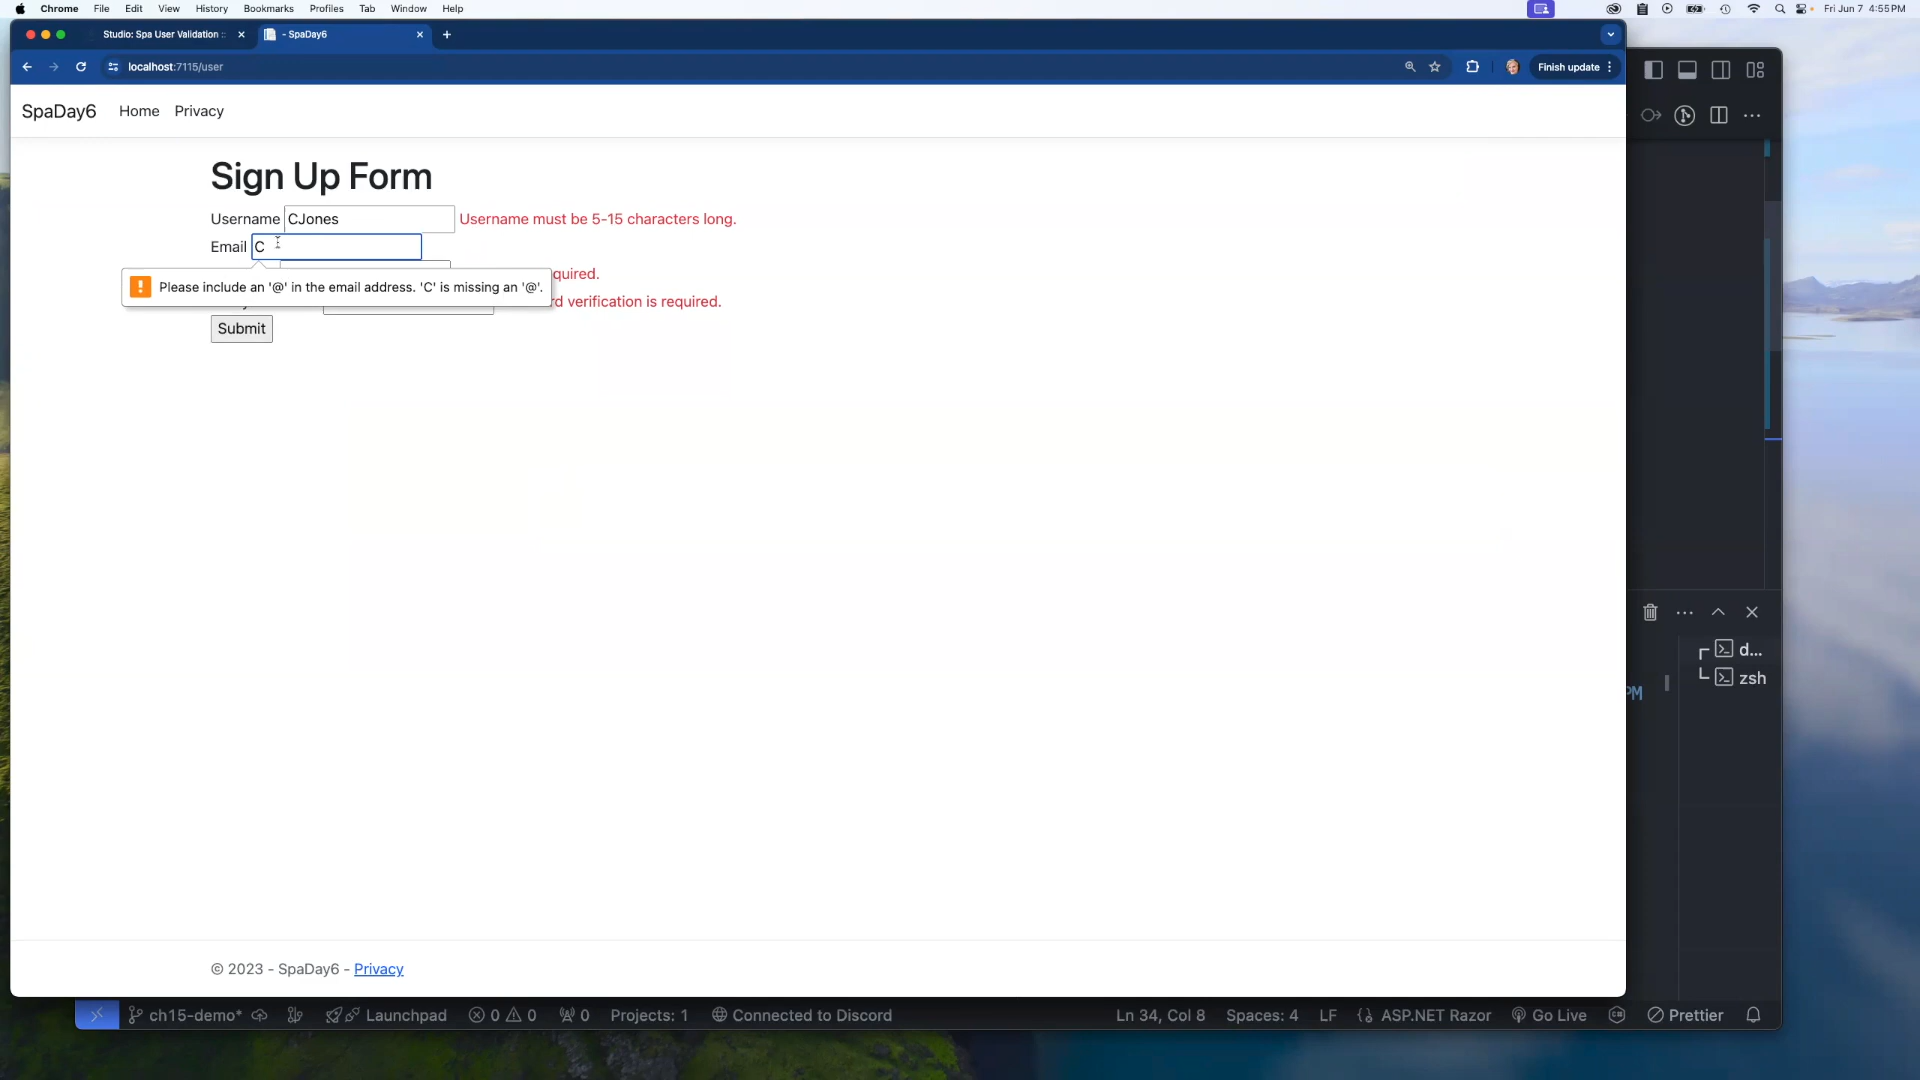 Chrome File Edit View History Bookmarks Profiles Tab Window Help Fri Jun 7 4:55 PM
Studio: Spa User Validation - SpaDay6
localhost:7115/user Finish update
SpaDay6 Home Privacy
Sign Up Form
Username CJones Username must be 5-15 characters long.
Email C
quired.
Please include an '@' in the email address. 'C' is missing an '@'.
verification is required.
Submit
d...
zsh
PM
© 2023 - SpaDay6 - Privacy
ch15-demo* Launchpad 0 0 0 Projects: 1 Connected to Discord Ln 34, Col 8 Spaces: 4 LF ASP.NET Razor Go Live Prettier